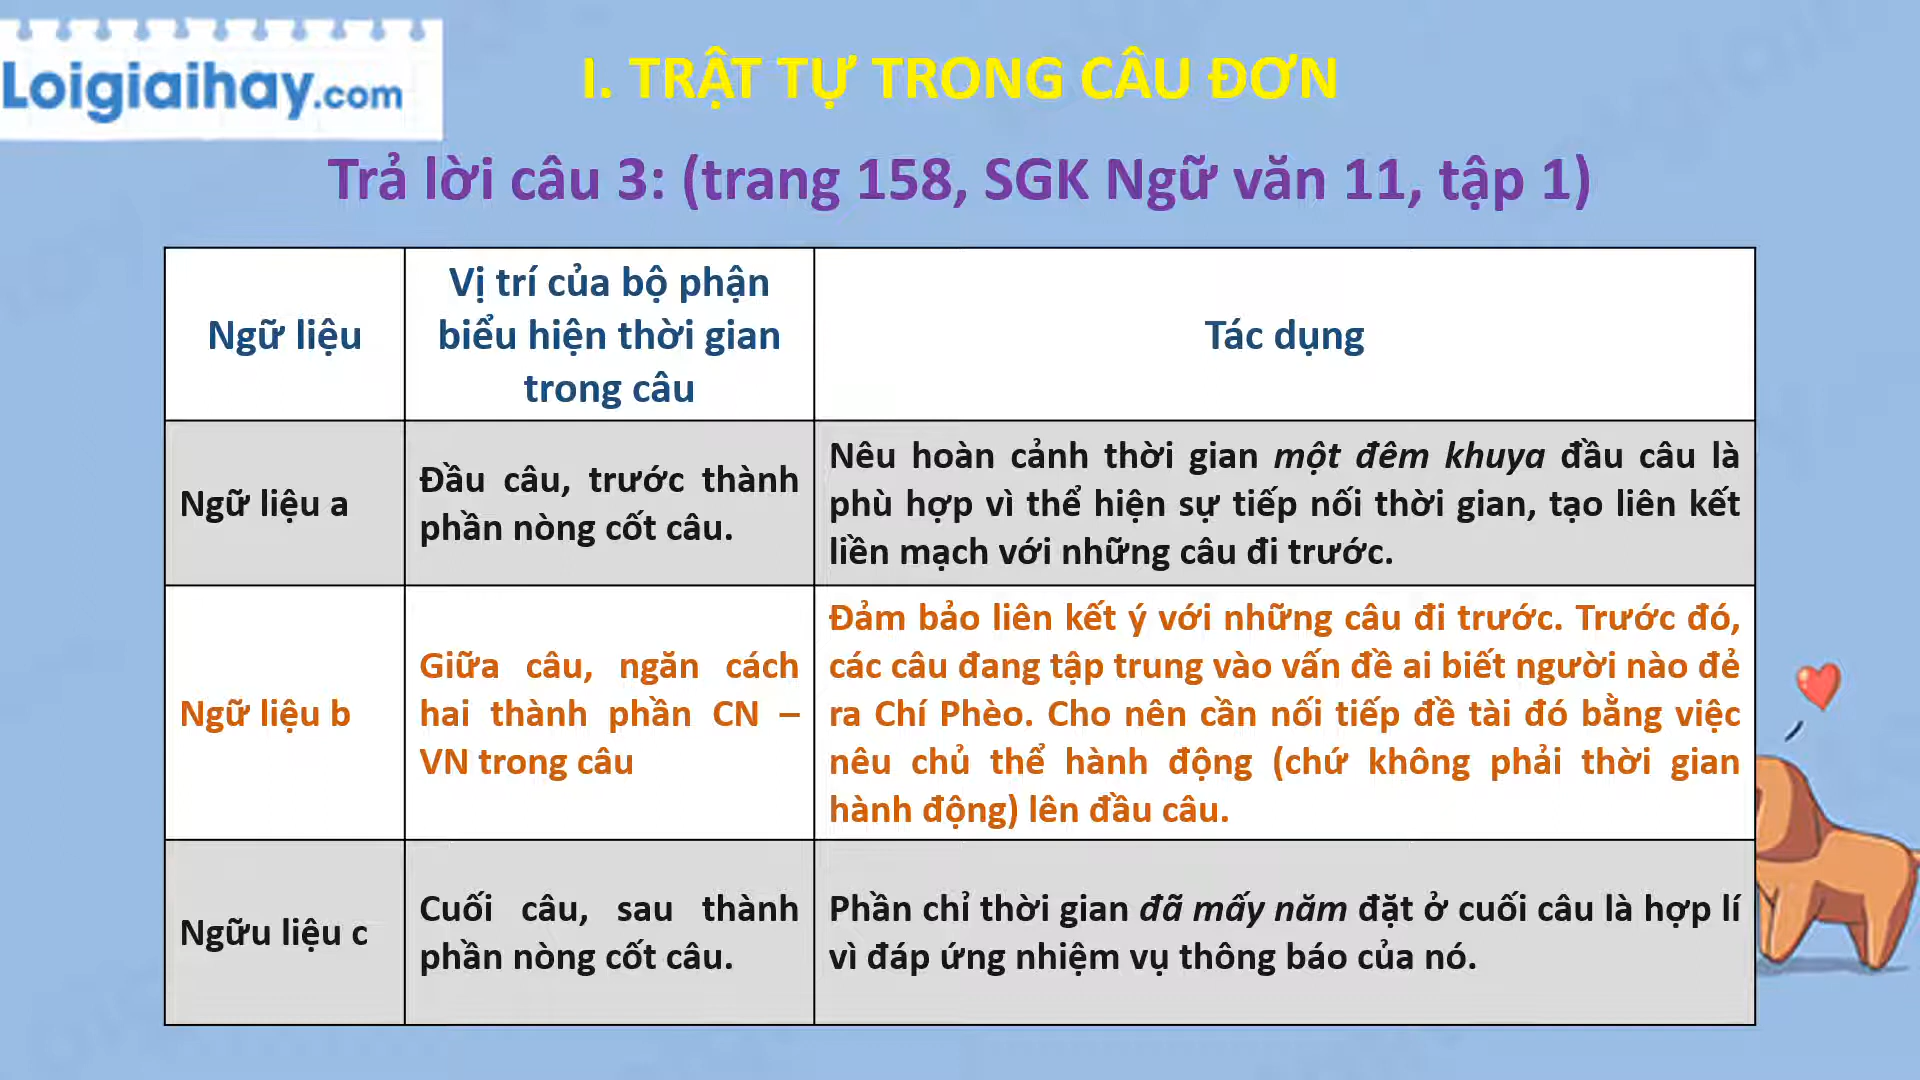 Loigiaihay.com
I. TRẬT TỰ TRONG CÂU ĐƠN
Trả lời câu 3: (trang 158, SGK Ngữ văn 11, tập 1)
Ngữ liệu
Vị trí của bộ phận
biểu hiện thời gian
trong câu
Tác dụng
Ngữ liệu a
Đầu câu, trước thành
phần nòng cốt câu.
Nêu hoàn cảnh thời gian một đêm khuya đầu câu là
phù hợp vì thể hiện sự tiếp nối thời gian, tạo liên kết
liền mạch với những câu đi trước.
Ngữ liệu b
Giữa câu, ngăn cách
hai thành phần CN –
VN trong câu
Đảm bảo liên kết ý với những câu đi trước. Trước đó,
các câu đang tập trung vào vấn đề ai biết người nào đẻ
ra Chí Phèo. Cho nên cần nối tiếp đề tài đó bằng việc
nêu chủ thể hành động (chứ không phải thời gian
hành động) lên đầu câu.
Ngữu liệu c
Cuối câu, sau thành
phần nòng cốt câu.
Phần chỉ thời gian đã mấy năm đặt ở cuối câu là hợp lí
vì đáp ứng nhiệm vụ thông báo của nó.